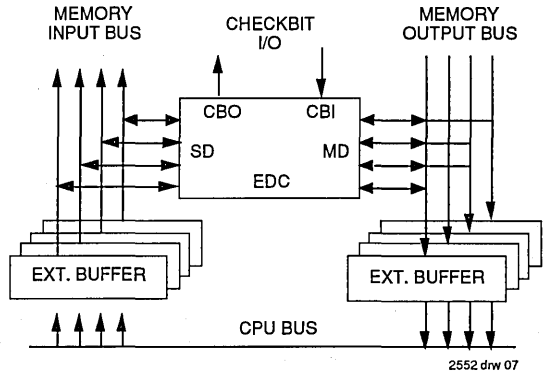 MEMORY
INPUT BUS
CHECKBIT
I/O
MEMORY
OUTPUT BUS
CBO
CBI
SD
MD
EDC
EXT. BUFFER
EXT. BUFFER
CPU BUS
2552 drw 07